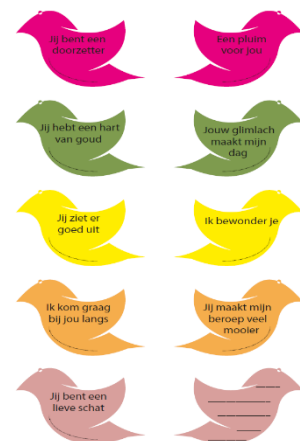 Jij bent een
doorzetter
Een pluim
voor jou
Jij hebt een hart
van goud
Jouw glimlach
maakt mijn
dag
Jij ziet er
goed uit
Ik bewonder je
Ik kom graag
bij jou langs
Jij maakt mijn
beroep veel
mooier
Jij bent een
lieve schat